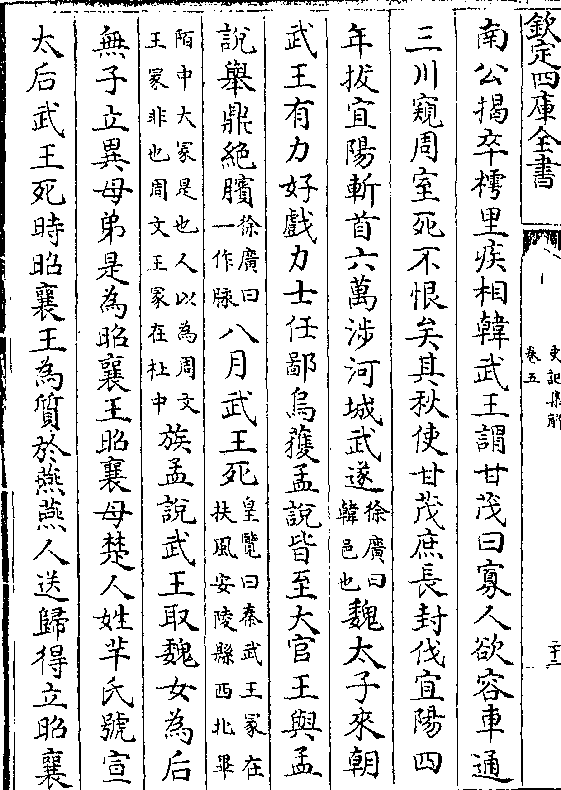 欽定四庫全書
史記集解
卷五
二十二
南公揭卒樗里疾相韓武王謂甘茂曰寡人欲容車通
三川窺周室死不恨矣其秋使甘茂庶長封伐宜陽四
年拔宜陽斬首六萬涉河城武遂徐廣曰韓邑也魏太子來朝
武王有力好戲力士任鄙烏獲孟說皆至大官王與孟
說舉鼎絶臏徐廣曰一作脉八月武王死皇覽曰秦武王冢在扶風安陵縣西北畢
陌中大冢是也人以為周文王冢非也周文王冢在杜中族孟說武王取魏女為后
無子立異母弟是為昭襄王昭襄母楚人姓芈氏號宣
太后武王死時昭襄王為質於燕燕人送歸得立昭襄